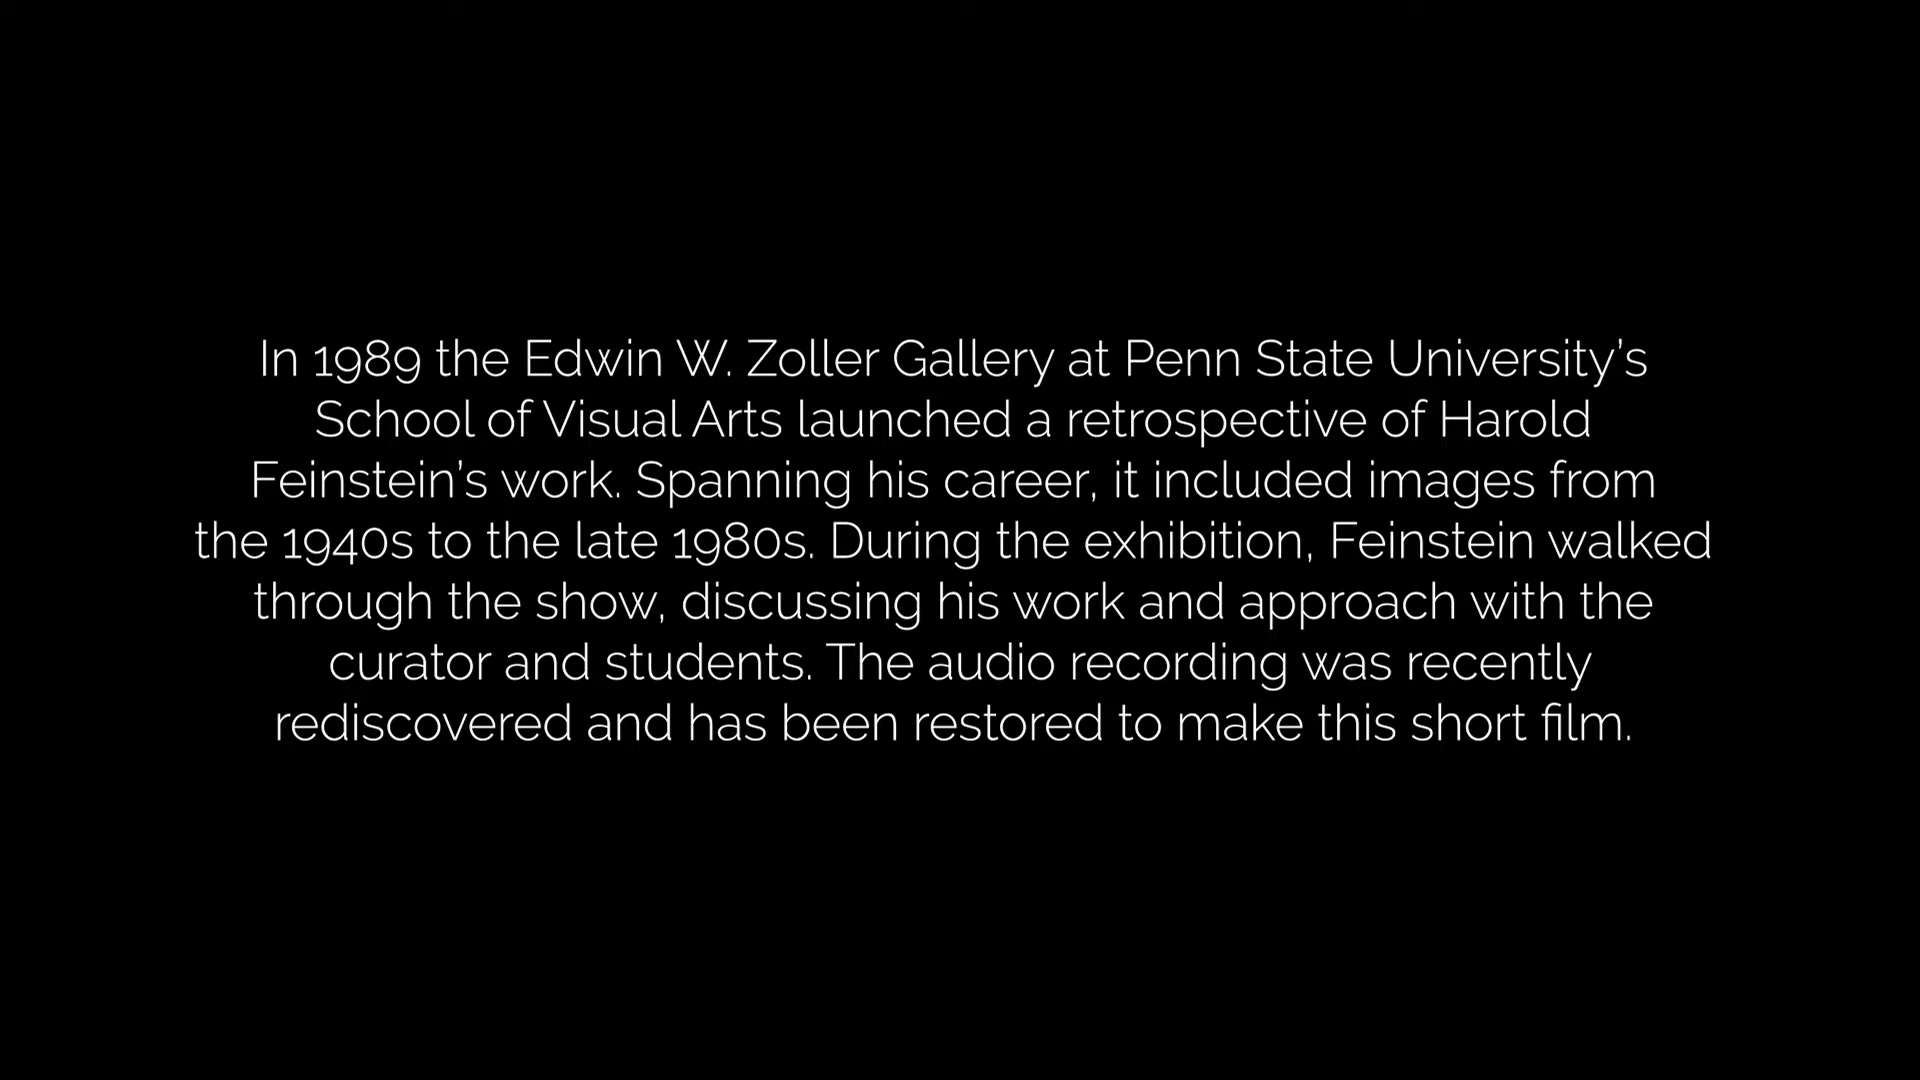 In 1989 the Edwin W. Zoller Gallery at Penn State University’s
School of Visual Arts launched a retrospective of Harold
Feinstein’s work. Spanning his career, it included images from
the 1940s to the late 1980s. During the exhibition, Feinstein walked
through the show, discussing his work and approach with the
curator and students. The audio recording was recently
rediscovered and has been restored to make this short film.